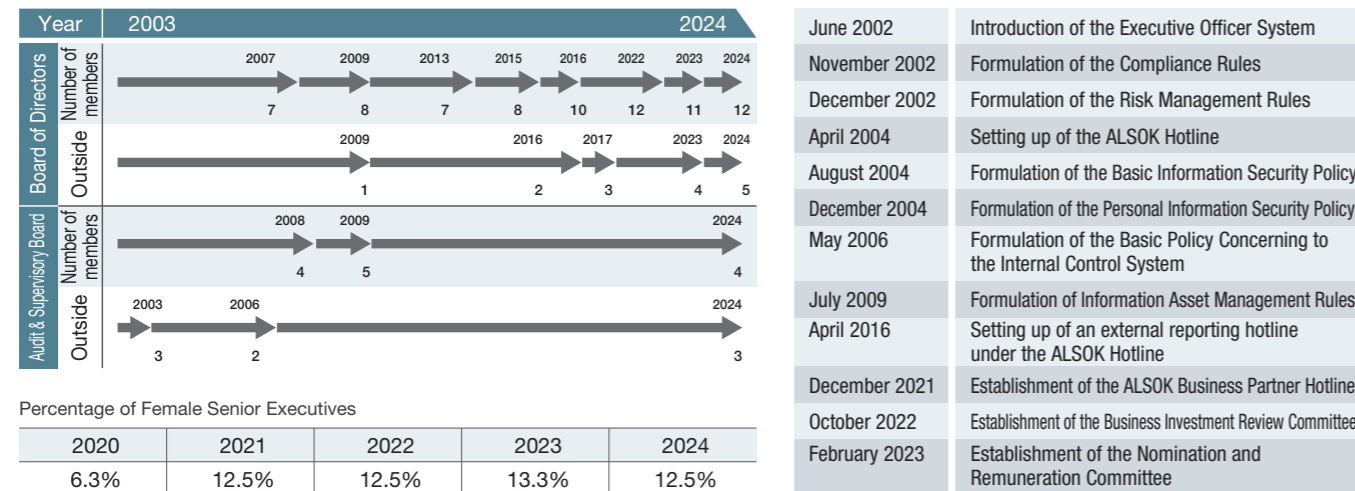 Year 2003 2024
Board of Directors
Number of members
2007 2009 2013 2015 2016 2022 2023 2024
7 8 7 8 10 12 11 12
Outside
2009 2016 2017 2023 2024
1 2 3 4 5
Audit & Supervisory Board
Number of members
2008 2009 2024
4 5 4
Outside
2003 2006 2024
3 2 3
Percentage of Female Senior Executives
2020 2021 2022 2023 2024
6.3% 12.5% 12.5% 13.3% 12.5%
June 2002 Introduction of the Executive Officer System
November 2002 Formulation of the Compliance Rules
December 2002 Formulation of the Risk Management Rules
April 2004 Setting up of the ALSOK Hotline
August 2004 Formulation of the Basic Information Security Policy
December 2004 Formulation of the Personal Information Security Policy
May 2006 Formulation of the Basic Policy Concerning to
the Internal Control System
July 2009 Formulation of Information Asset Management Rules
April 2016 Setting up of an external reporting hotline
under the ALSOK Hotline
December 2021 Establishment of the ALSOK Business Partner Hotline
October 2022 Establishment of the Business Investment Review Committee
February 2023 Establishment of the Nomination and
Remuneration Committee